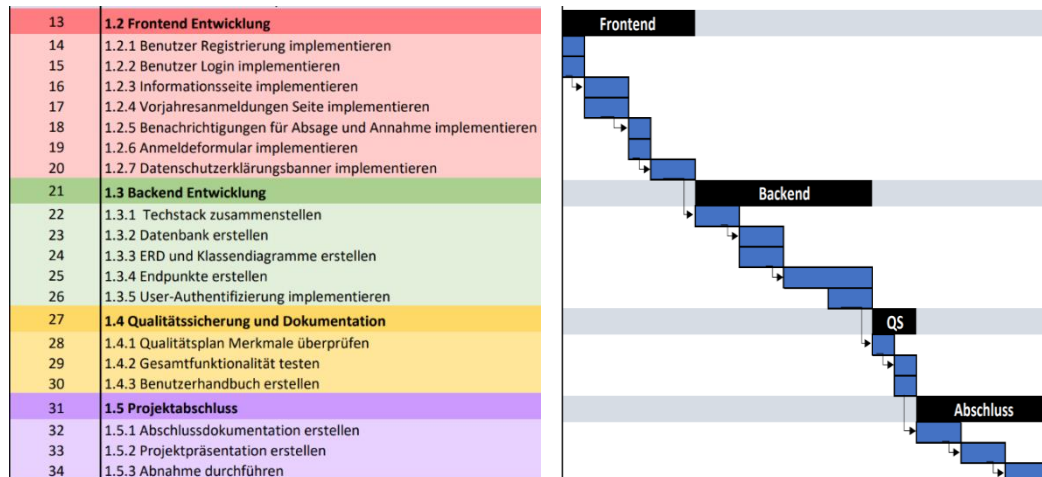 13 1.2 Frontend Entwicklung Frontend
14 1.2.1 Benutzer Registrierung implementieren
15 1.2.2 Benutzer Login implementieren
16 1.2.3 Informationsseite implementieren
17 1.2.4 Vorjahresanmeldungen Seite implementieren
18 1.2.5 Benachrichtigungen für Absage und Annahme implementieren
19 1.2.6 Anmeldeformular implementieren
20 1.2.7 Datenschutzerklärungsbanner implementieren
21 1.3 Backend Entwicklung Backend
22 1.3.1 Techstack zusammenstellen
23 1.3.2 Datenbank erstellen
24 1.3.3 ERD und Klassendiagramme erstellen
25 1.3.4 Endpunkte erstellen
26 1.3.5 User-Authentifizierung implementieren
27 1.4 Qualitätssicherung und Dokumentation QS
28 1.4.1 Qualitätsplan Merkmale überprüfen
29 1.4.2 Gesamtfunktionalität testen
30 1.4.3 Benutzerhandbuch erstellen
31 1.5 Projektabschluss Abschluss
32 1.5.1 Abschlussdokumentation erstellen
33 1.5.2 Projektpräsentation erstellen
34 1.5.3 Abnahme durchführen